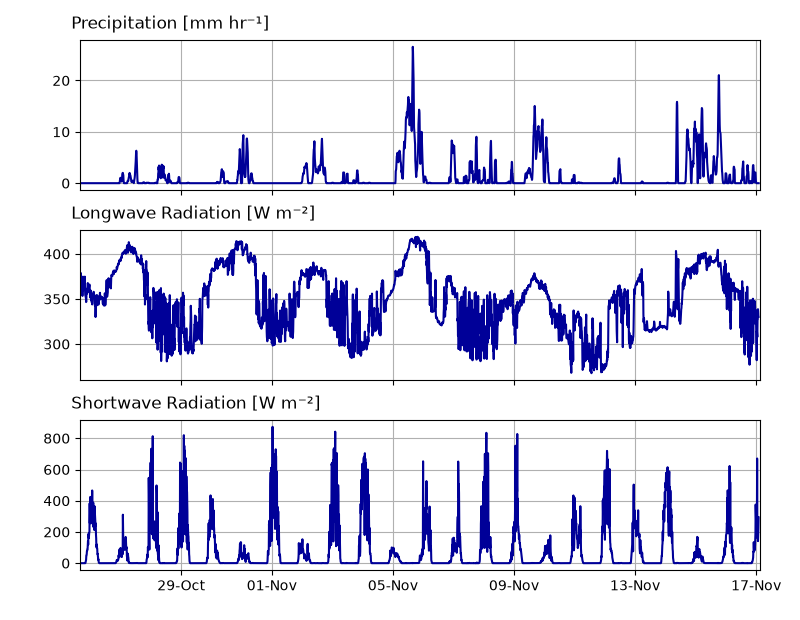 Precipitation [mm hr⁻¹]
20
10
0
Longwave Radiation [W m⁻²]
400
350
300
Shortwave Radiation [W m⁻²]
800
600
400
200
0
29-Oct 01-Nov 05-Nov 09-Nov 13-Nov 17-Nov